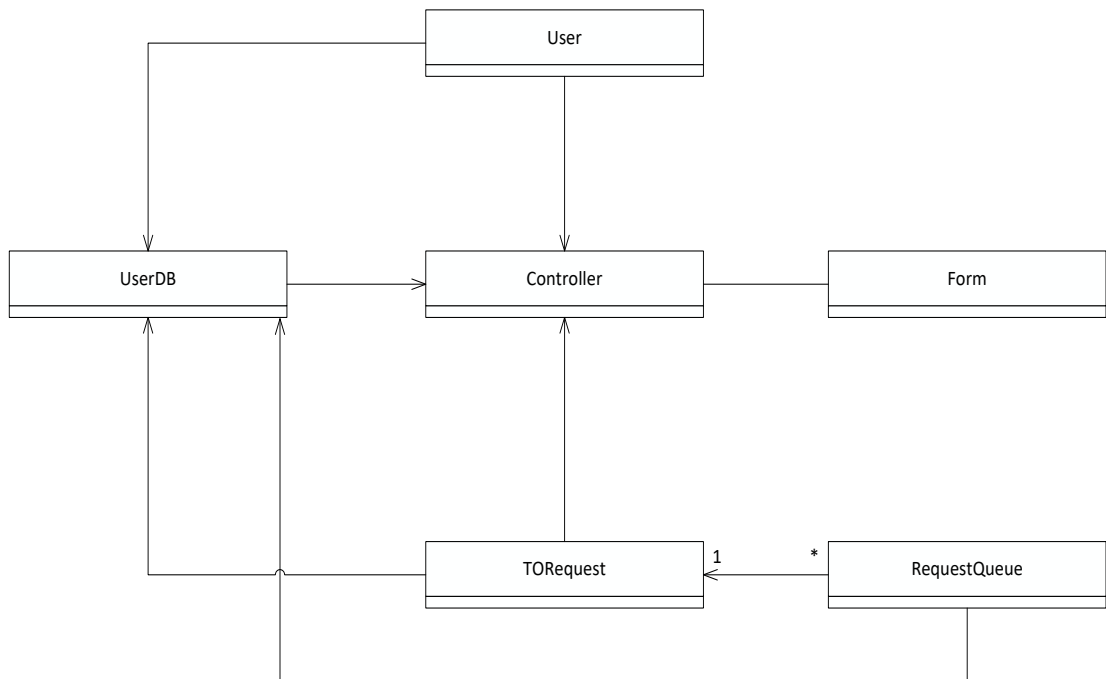 User
UserDB
Controller
Form
TORequest
1
*
RequestQueue